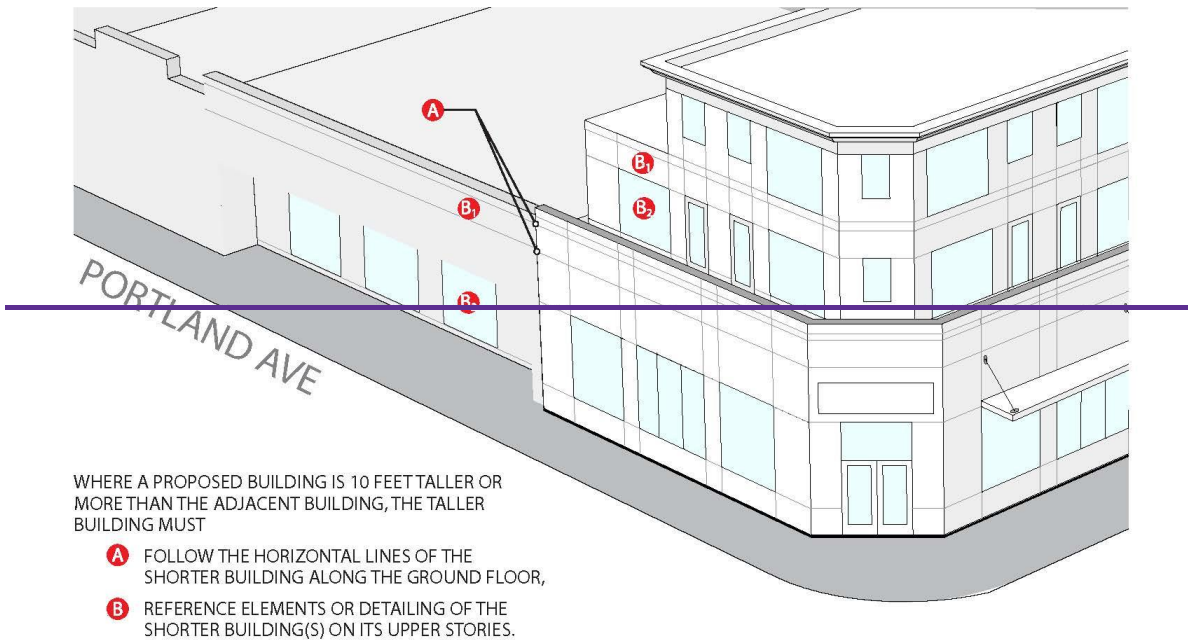 A
B1
B1
B2
B2
PORTLAND AVE
WHERE A PROPOSED BUILDING IS 10 FEET TALLER OR
MORE THAN THE ADJACENT BUILDING, THE TALLER
BUILDING MUST
A FOLLOW THE HORIZONTAL LINES OF THE
SHORTER BUILDING ALONG THE GROUND FLOOR,
B REFERENCE ELEMENTS OR DETAILING OF THE
SHORTER BUILDING(S) ON ITS UPPER STORIES.